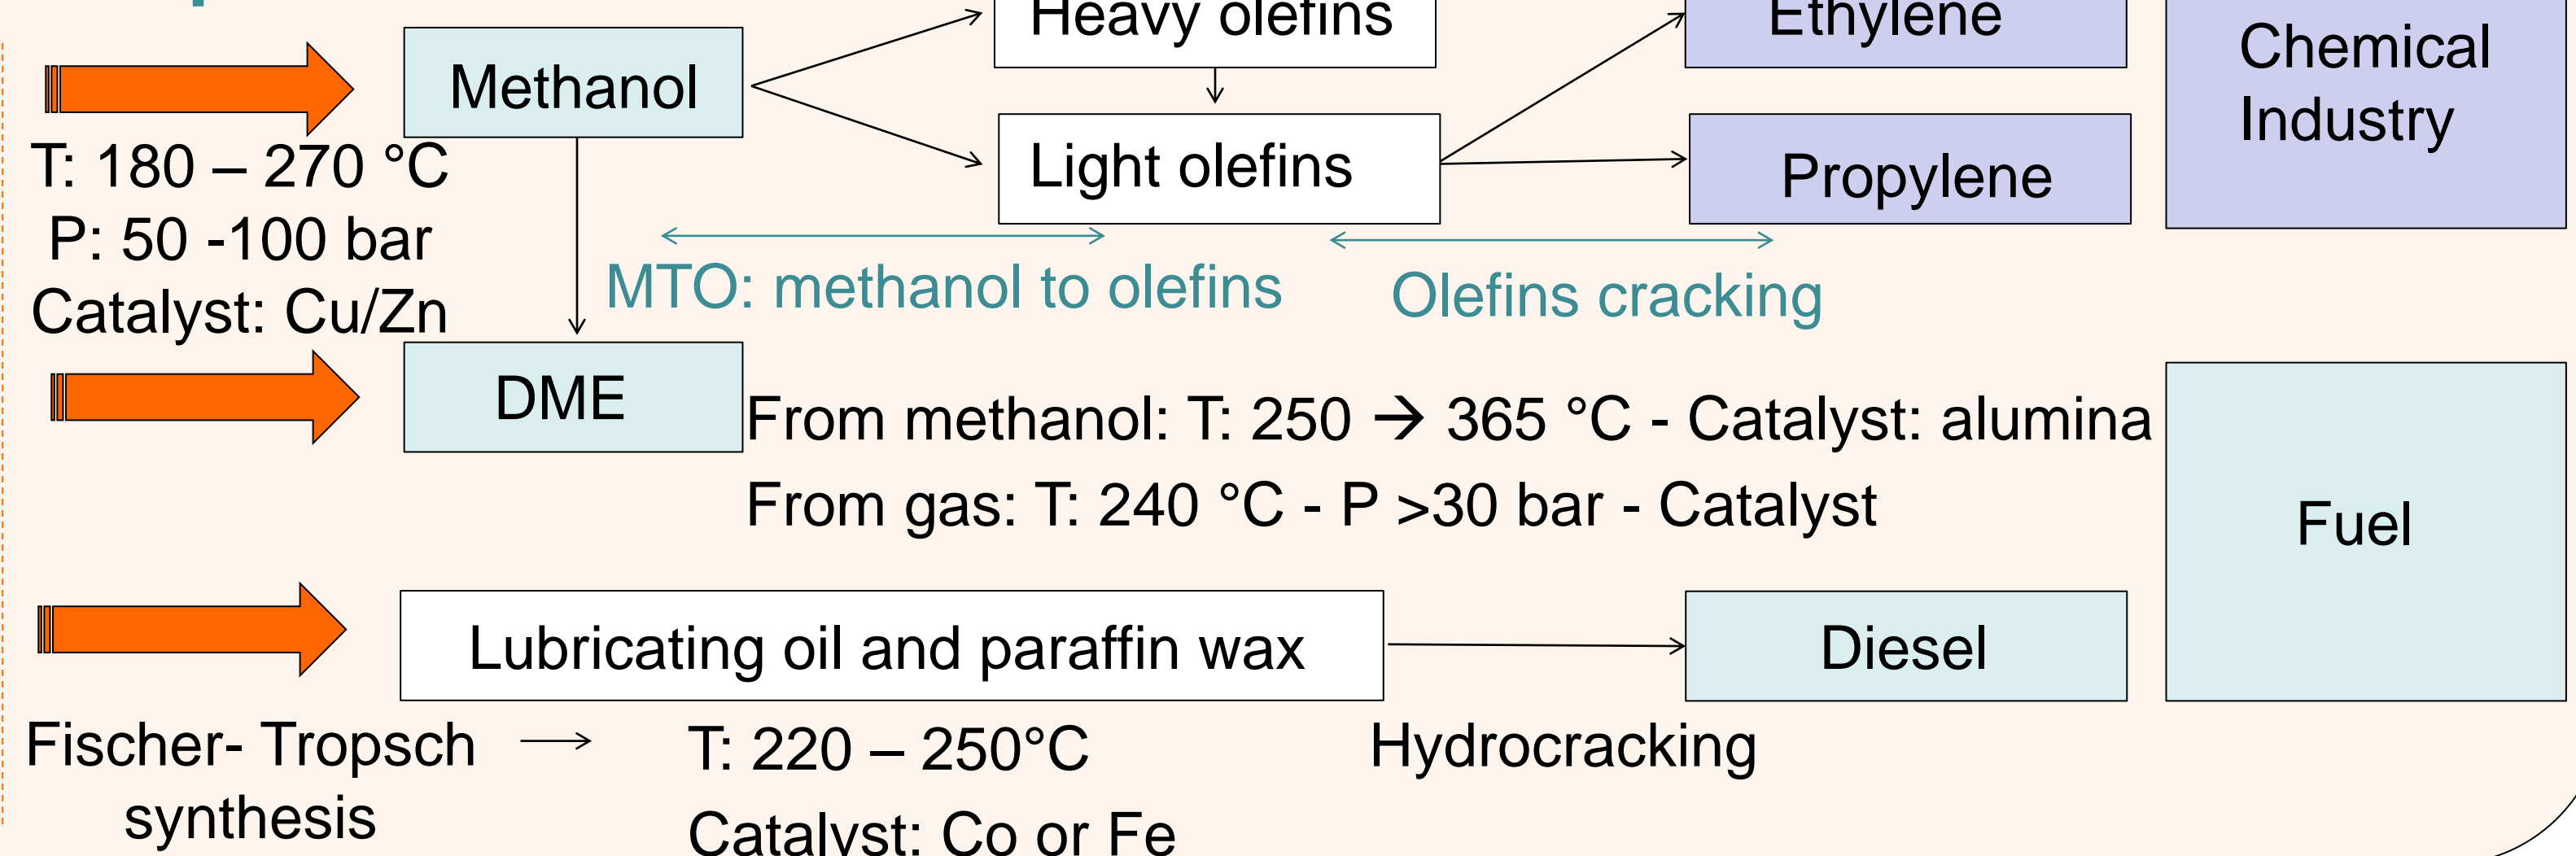 Heavy olefins
Ethylene
Chemical
Industry
Methanol
Light olefins
Propylene
T: 180 – 270 °C
P: 50 -100 bar
Catalyst: Cu/Zn
MTO: methanol to olefins
Olefins cracking
DME
From methanol: T: 250 → 365 °C - Catalyst: alumina
From gas: T: 240 °C - P >30 bar - Catalyst
Fuel
Lubricating oil and paraffin wax
Diesel
Fischer- Tropsch
synthesis
T: 220 – 250°C
Catalyst: Co or Fe
Hydrocracking